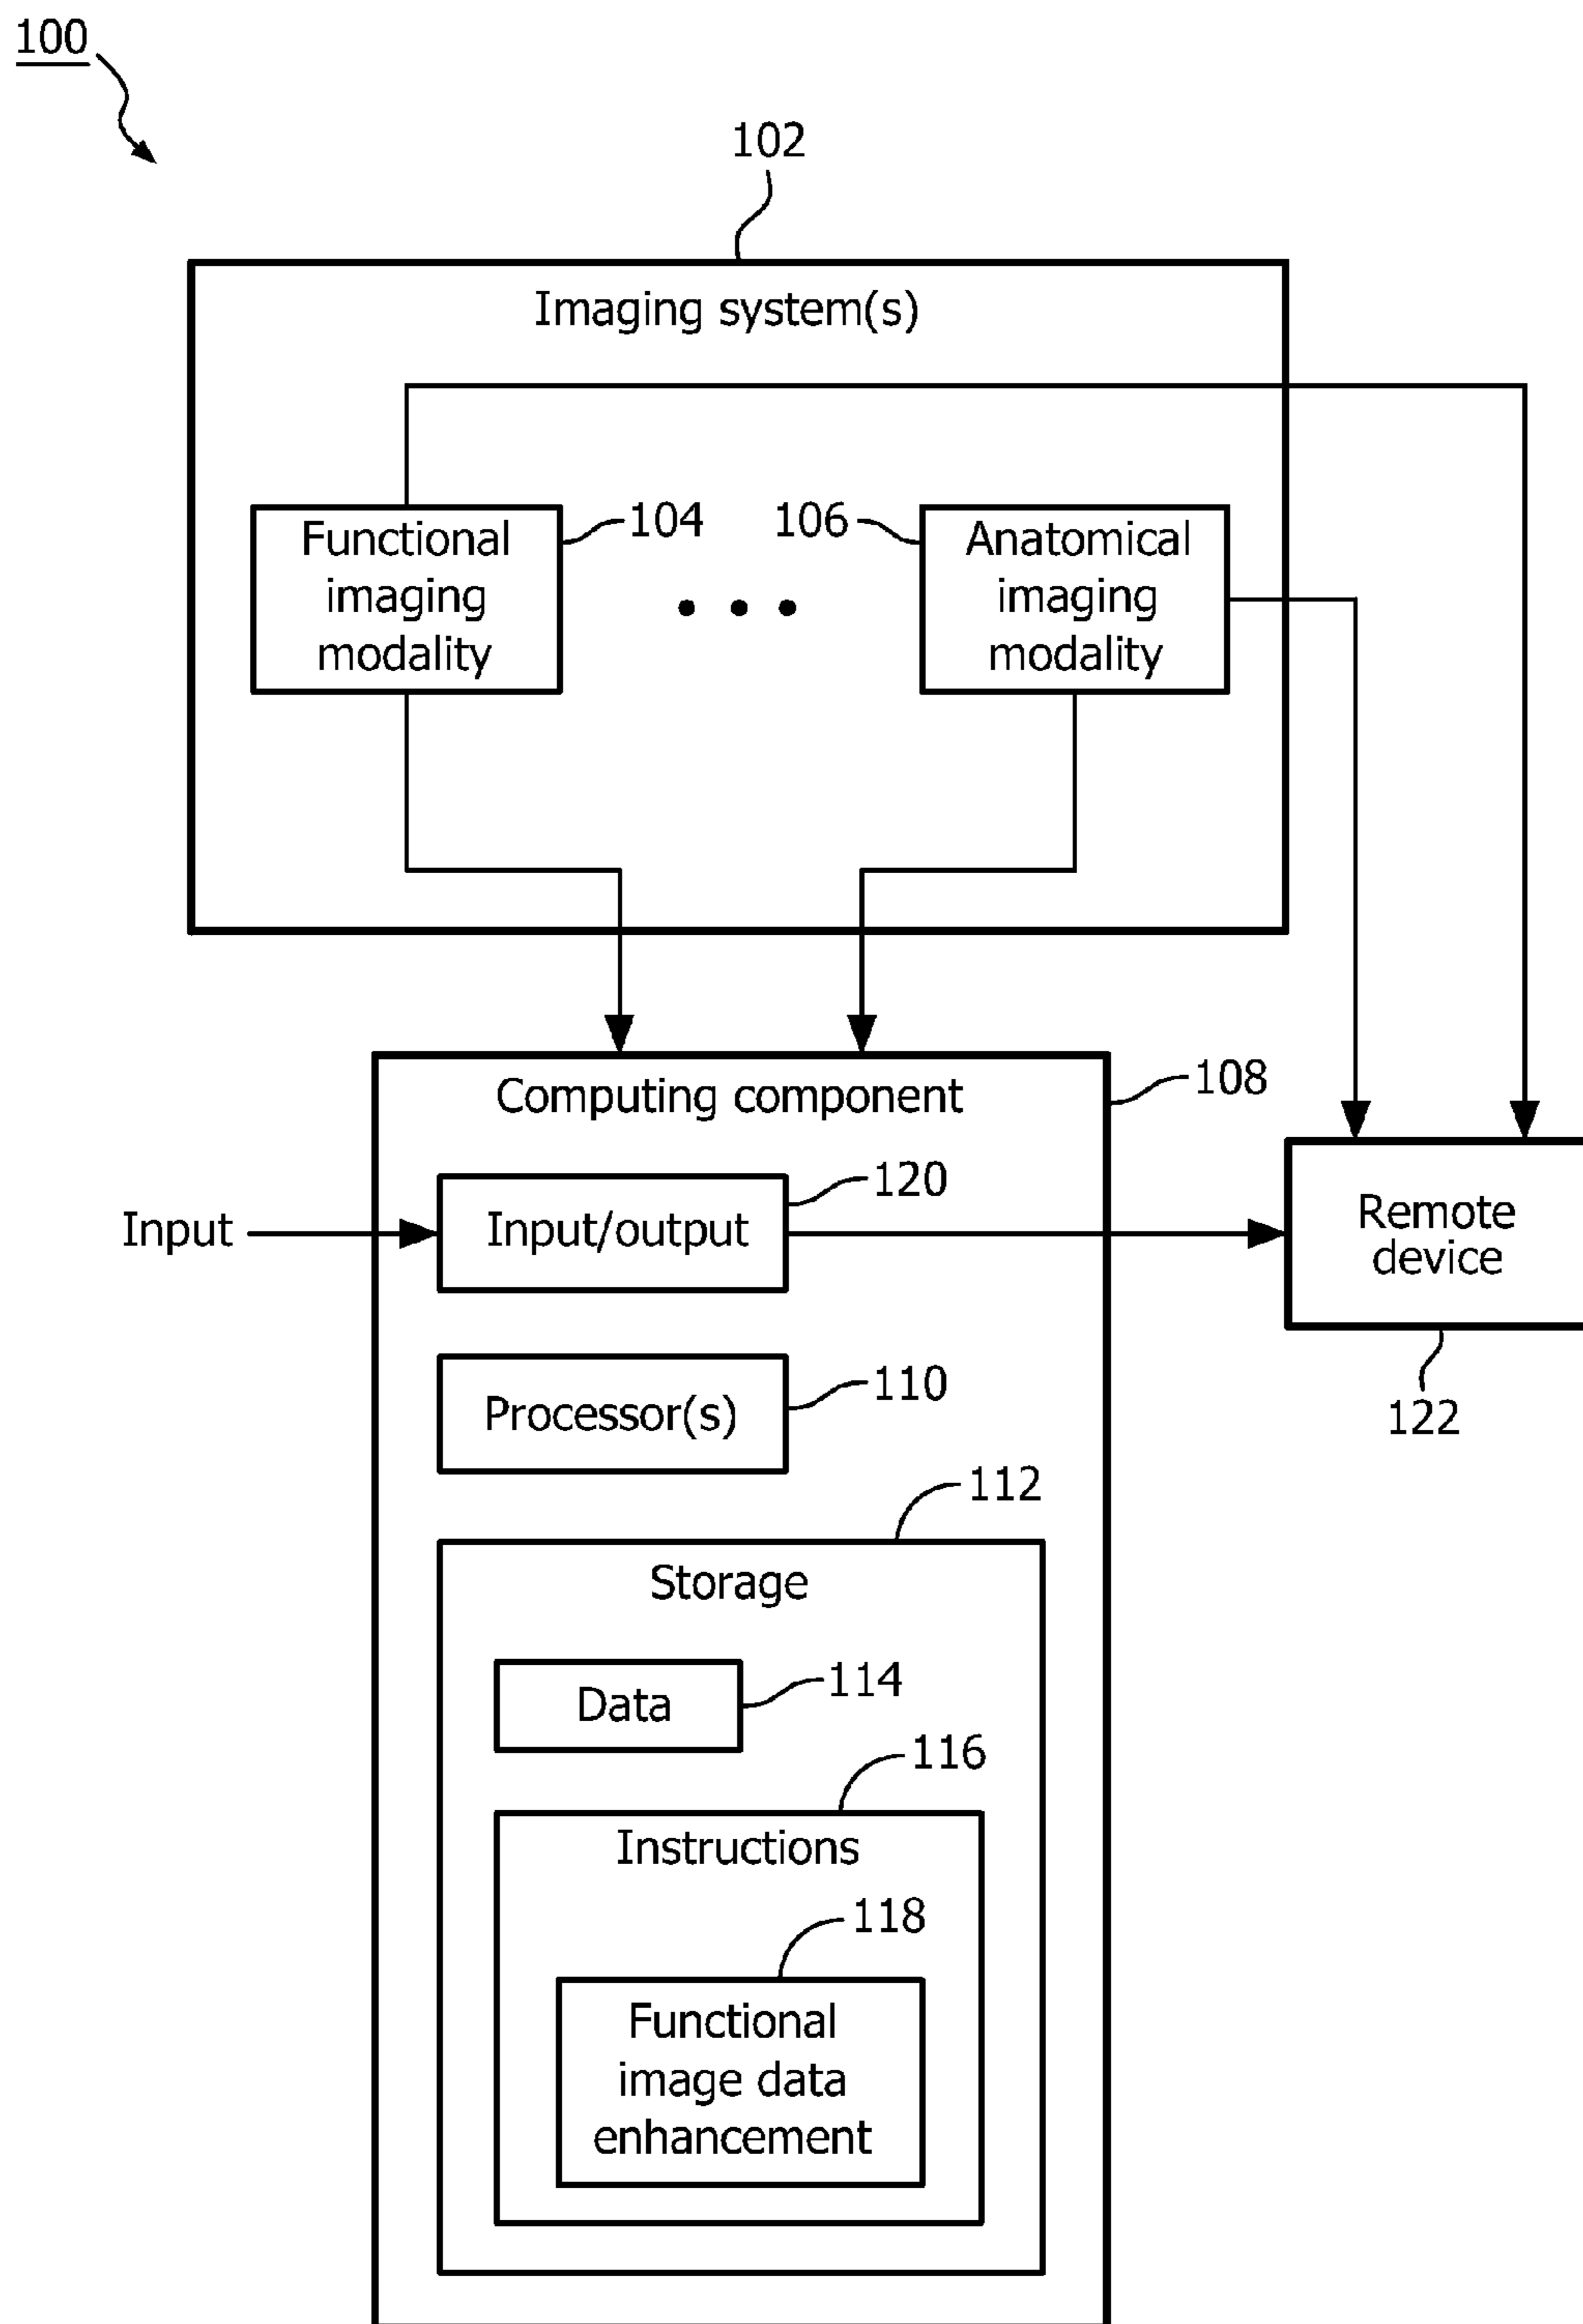 100
102
Imaging system(s)
Functional
imaging
modality
104
106
Anatomical
imaging
modality
Computing component
108
120
Input
Input/output
Remote
device
122
Processor(s)
110
112
Storage
Data
114
116
Instructions
118
Functional
image data
enhancement